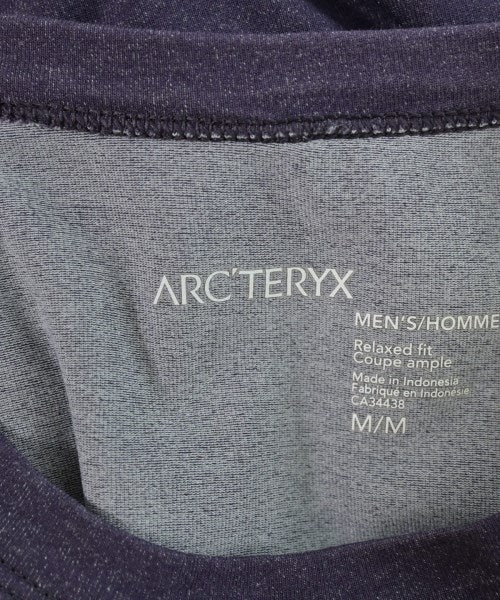 ARC'TERYX
MEN'S/HOMME
Relaxed fit
Coupe ample
Made in Indonesia
Fabriqué en Indonésie
CA34438
M/M